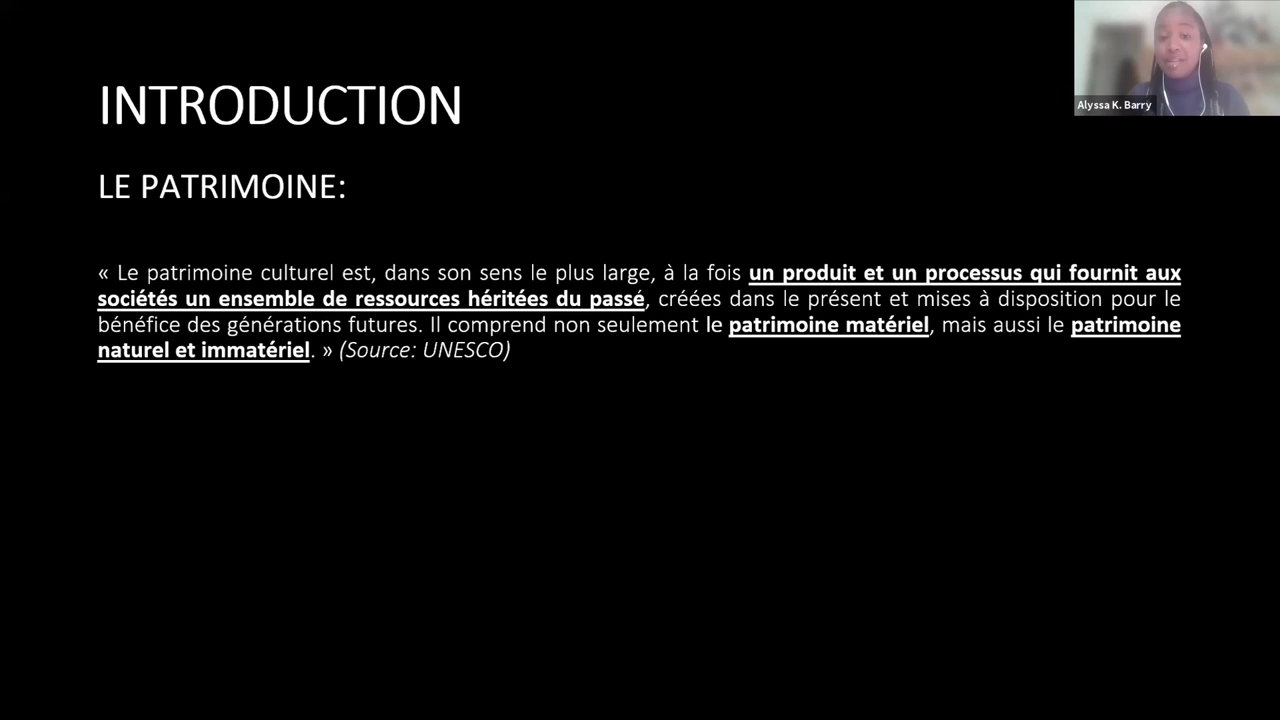 INTRODUCTION
Alyssa K. Barry
LE PATRIMOINE:
« Le patrimoine culturel est, dans son sens le plus large, à la fois un produit et un processus qui fournit aux
sociétés un ensemble de ressources héritées du passé, créées dans le présent et mises à disposition pour le
bénéfice des générations futures. Il comprend non seulement le patrimoine matériel, mais aussi le patrimoine
naturel et immatériel. » (Source: UNESCO)